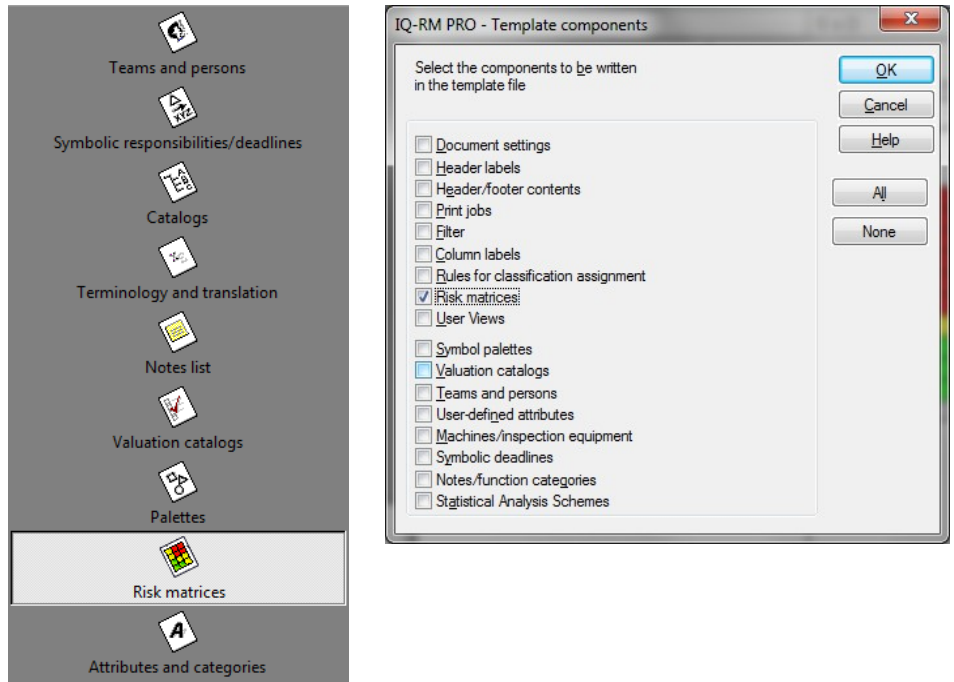 Teams and persons
Symbolic responsibilities/deadlines
Catalogs
Terminology and translation
Notes list
Valuation catalogs
Palettes
Risk matrices
Attributes and categories
IQ-RM PRO - Template components
Select the components to be written
in the template file
OK
Cancel
Help
All
None
Document settings
Header labels
Header/footer contents
Print jobs
Filter
Column labels
Rules for classification assignment
Risk matrices
User Views
Symbol palettes
Valuation catalogs
Teams and persons
User-defined attributes
Machines/inspection equipment
Symbolic deadlines
Notes/function categories
Statistical Analysis Schemes